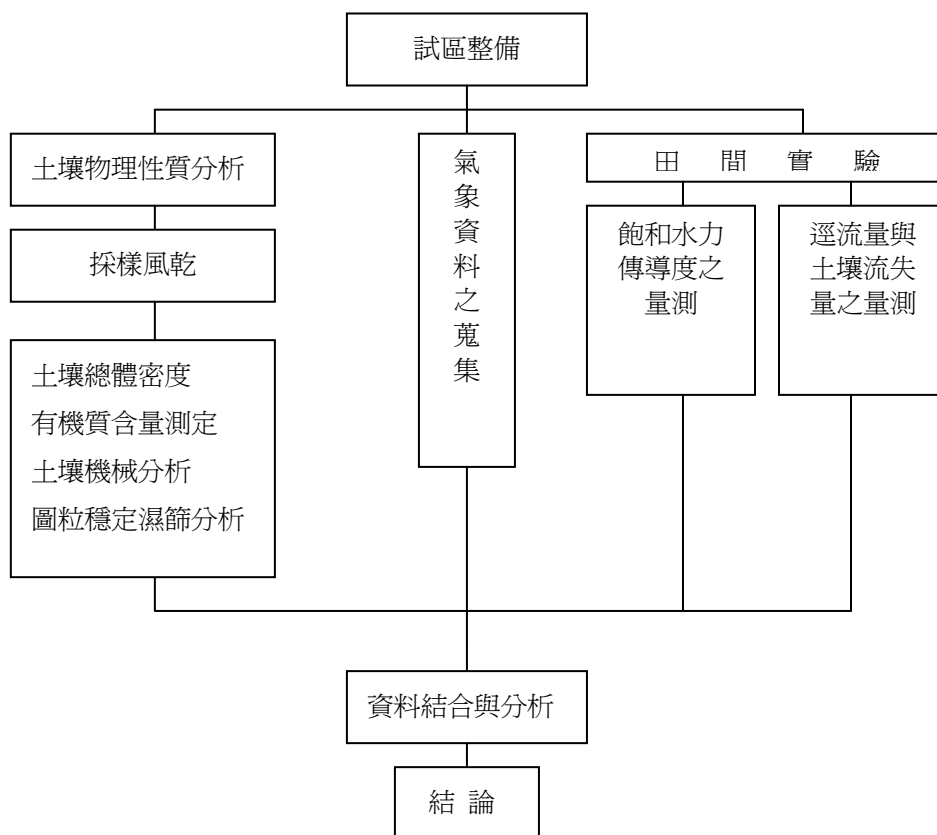 試區整備
土壤物理性質分析
採樣風乾
土壤總體密度
有機質含量測定
土壤機械分析
圖粒穩定濕篩分析
氣
象
資
料
之
蒐
集
田 間 實 驗
飽和水力
傳導度之
量測
逕流量與
土壤流失
量之量測
資料結合與分析
結 論